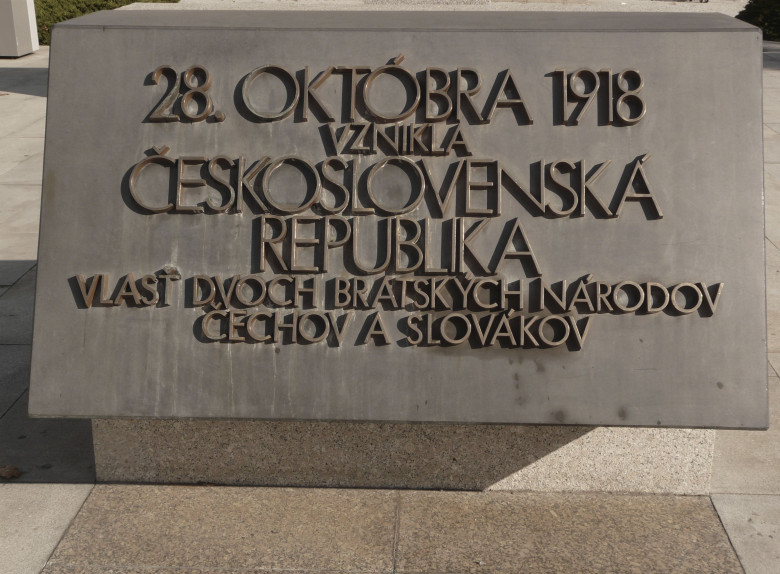 28. OKTÓBRA 1918
VZNIKLA
ČESKOSLOVENSKÁ
REPUBLIKA
VLASŤ DVOCH BRATSKÝCH NÁRODOV
ČECHOV A SLOVÁKOV